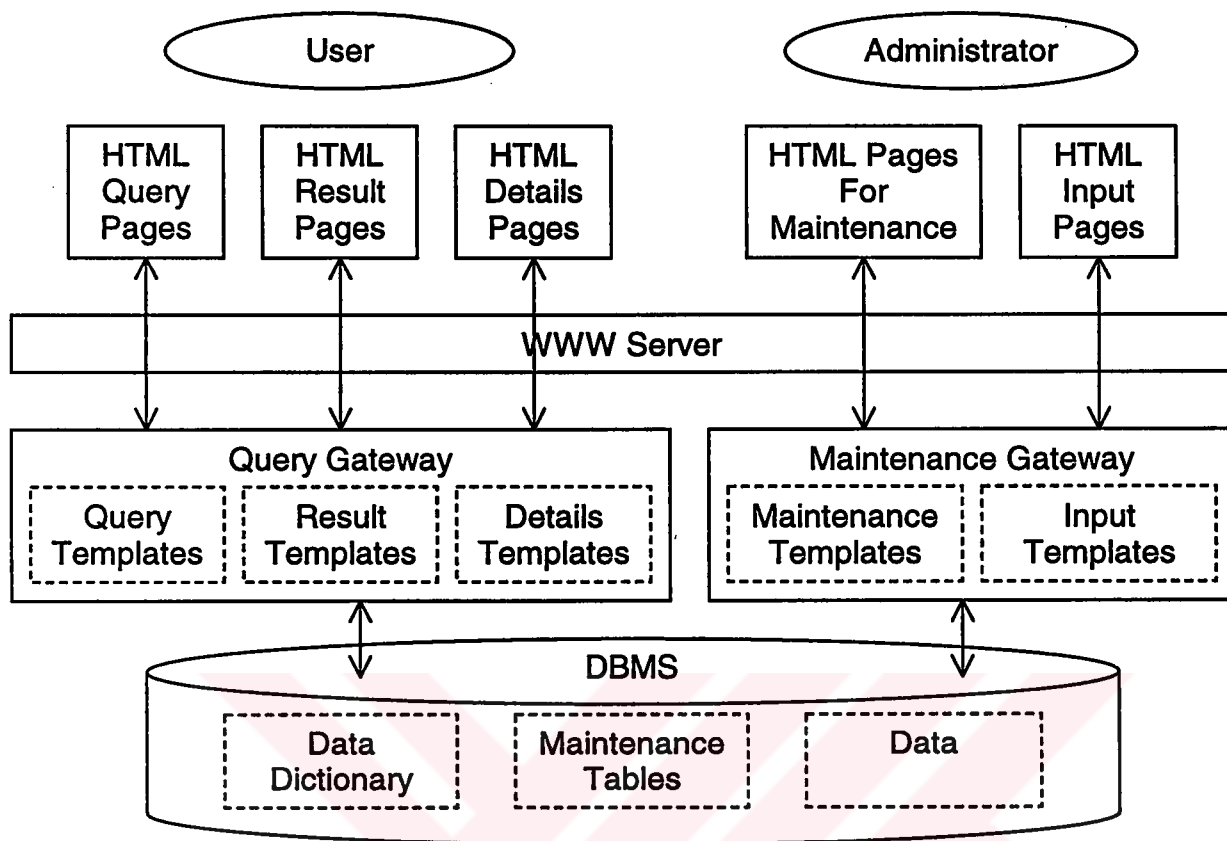 User
Administrator
HTML
Query
Pages
HTML
Result
Pages
HTML
Details
Pages
HTML Pages
For
Maintenance
HTML
Input
Pages
WWW Server
Query Gateway
Query
Templates
Result
Templates
Details
Templates
Maintenance Gateway
Maintenance
Templates
Input
Templates
DBMS
Data
Dictionary
Maintenance
Tables
Data